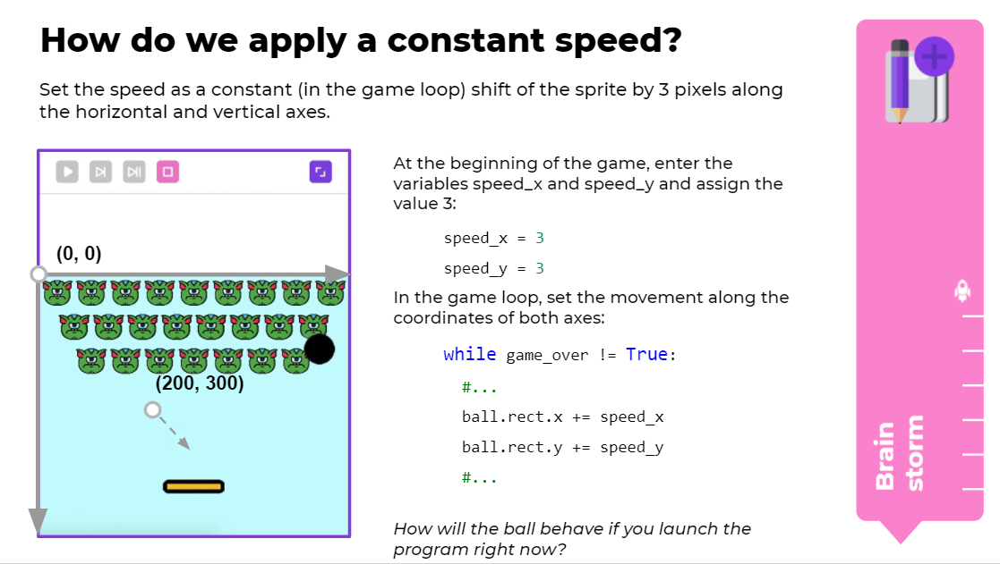 How do we apply a constant speed?
Set the speed as a constant (in the game loop) shift of the sprite by 3 pixels along
the horizontal and vertical axes.
(0, 0)
(200, 300)
At the beginning of the game, enter the
variables speed_x and speed_y and assign the
value 3:
speed_x = 3
speed_y = 3
In the game loop, set the movement along the
coordinates of both axes:
while game_over != True:
#...
ball.rect.x += speed_x
ball.rect.y += speed_y
#...
How will the ball behave if you launch the
program right now?
Brain
storm